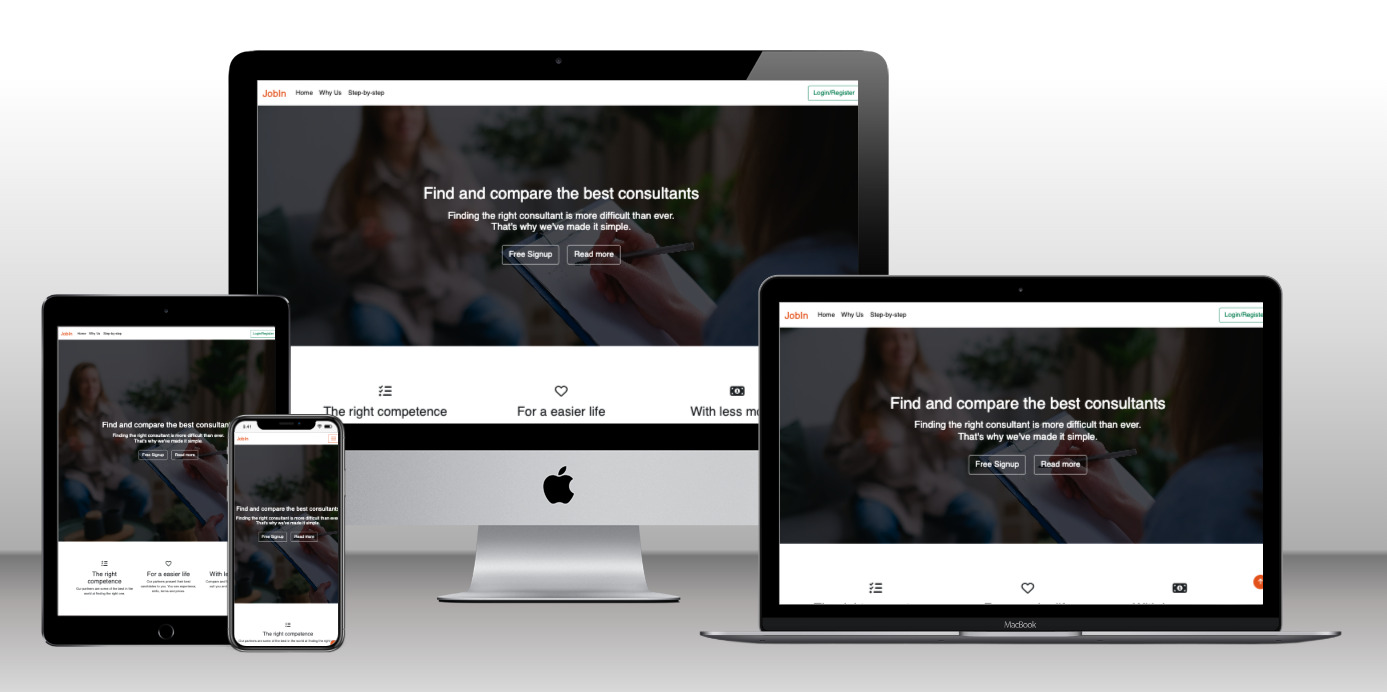 JobIn Home Why Us Step-by-step Login/Register
Find and compare the best consultants
Finding the right consultant is more difficult than ever.
That's why we've made it simple.
Free Signup Read more
The right competence For a easier life With less mo
JobIn Home Why Us Step-by-step Login/Register
Find and compare the best consultants
Finding the right consultant is more difficult than ever.
That's why we've made it simple.
Free Signup Read more
The right
competence
For a easier life
With le
Our partners are some of the best in the
world at finding the right one.
Our partners present their best
candidates to you. You see experience,
skills, terms and prices.
3:41
JobIn
Find and compare the best consultants
Finding the right consultant is more difficult than ever.
That's why we've made it simple.
Free Signup Read More
The right competence
Our partners are some of the best in the world at finding the right
JobIn Home Why Us Step-by-step Login/Registe
Find and compare the best consultants
Finding the right consultant is more difficult than ever.
That's why we've made it simple.
Free Signup Read more
MacBook